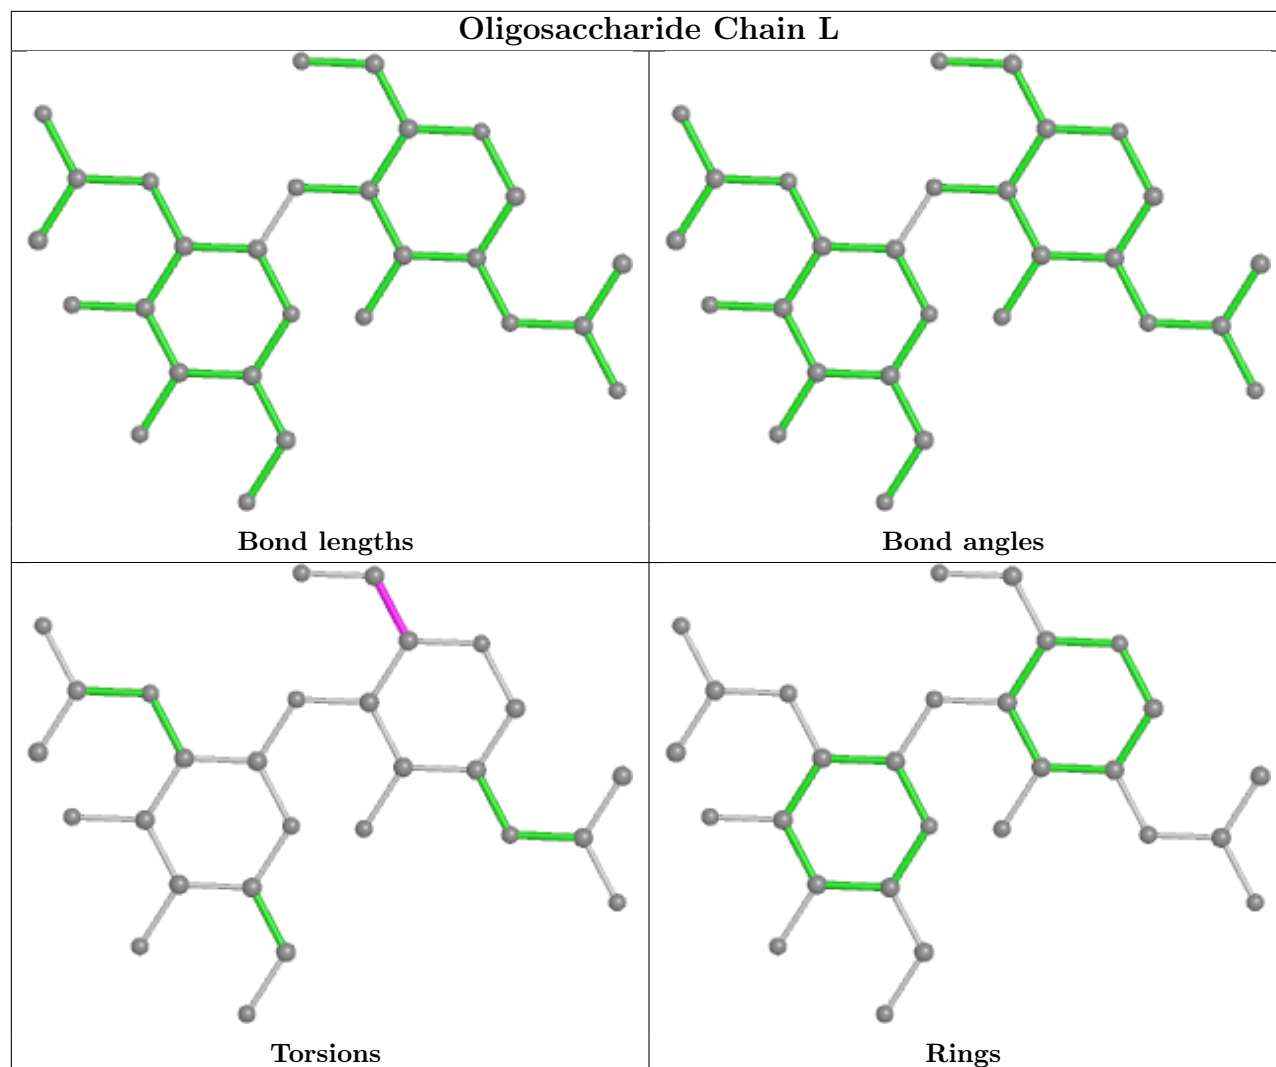 Oligosaccharide Chain L
Bond lengths
Bond angles
Torsions
Rings